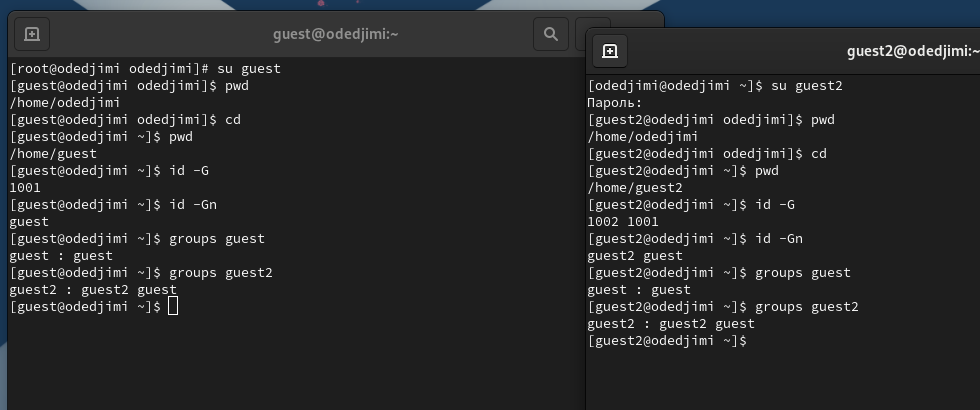 guest@odedjimi:~
[root@odedjimi odedjimi]# su guest
[guest@odedjimi odedjimi]$ pwd
/home/odedjimi
[guest@odedjimi odedjimi]$ cd
[guest@odedjimi ~]$ pwd
/home/guest
[guest@odedjimi ~]$ id -G
1001
[guest@odedjimi ~]$ id -Gn
guest
[guest@odedjimi ~]$ groups guest
guest : guest
[guest@odedjimi ~]$ groups guest2
guest2 : guest2 guest
[guest@odedjimi ~]$
guest2@odedjimi:~
[odedjimi@odedjimi ~]$ su guest2
Пароль:
[guest2@odedjimi odedjimi]$ pwd
/home/odedjimi
[guest2@odedjimi odedjimi]$ cd
[guest2@odedjimi ~]$ pwd
/home/guest2
[guest2@odedjimi ~]$ id -G
1002 1001
[guest2@odedjimi ~]$ id -Gn
guest2 guest
[guest2@odedjimi ~]$ groups guest
guest : guest
[guest2@odedjimi ~]$ groups guest2
guest2 : guest2 guest
[guest2@odedjimi ~]$